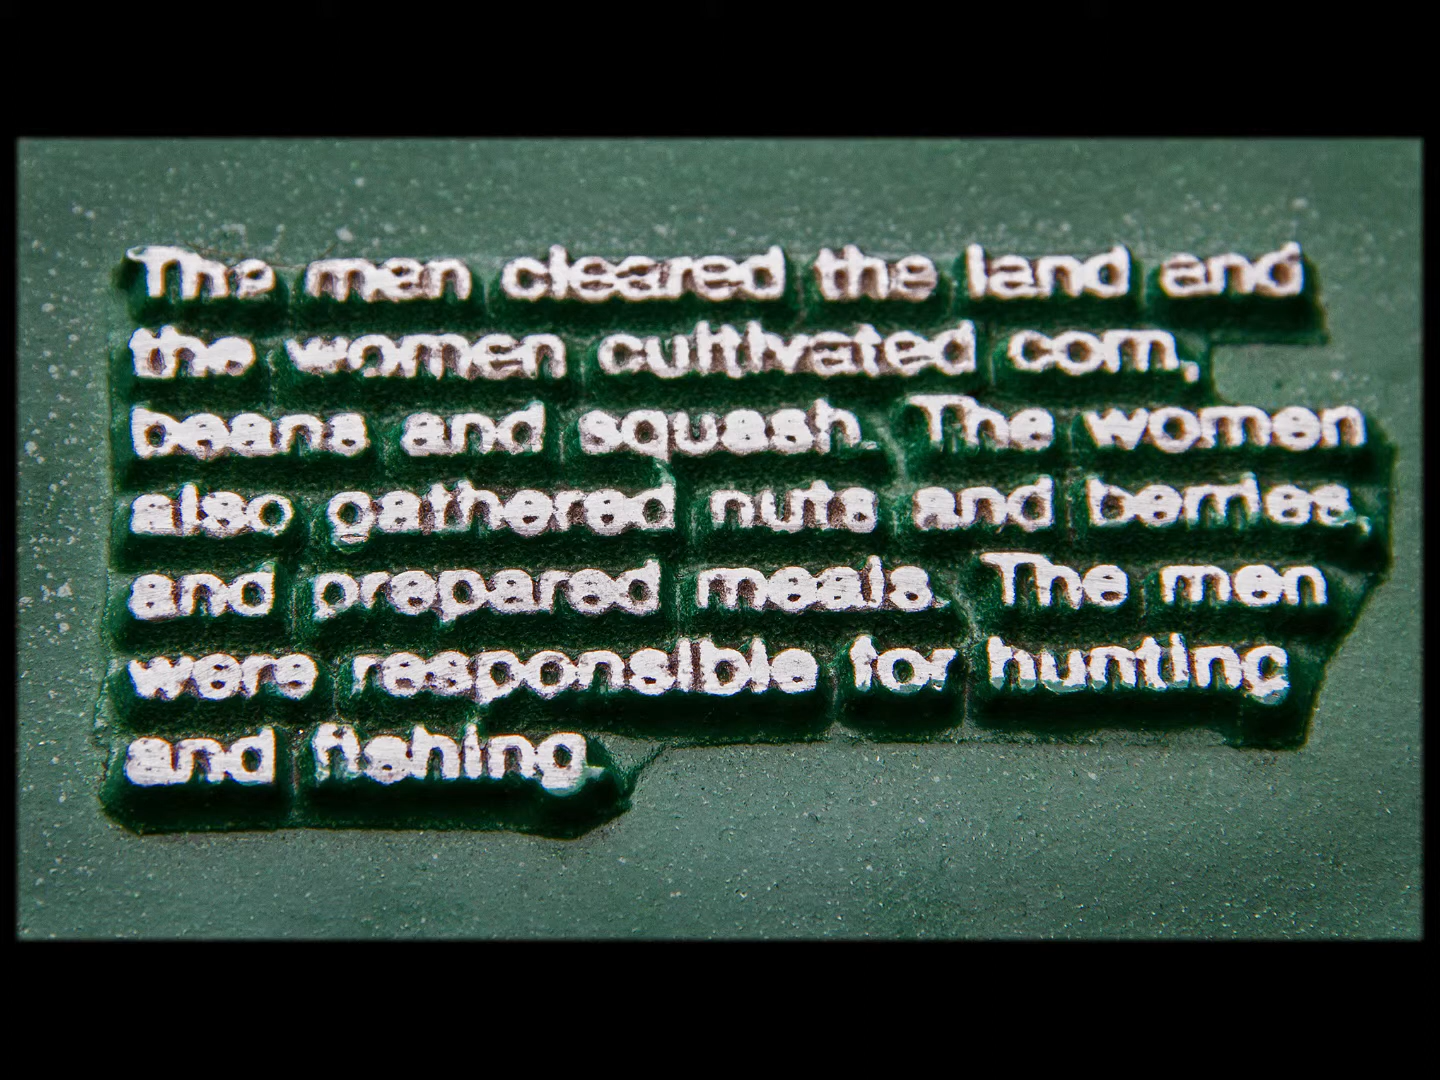 The men cleared the land and
the women cultivated corn,
beans and squash. The women
also gathered nuts and berries,
and prepared meals. The men
were responsible for hunting
and fishing.